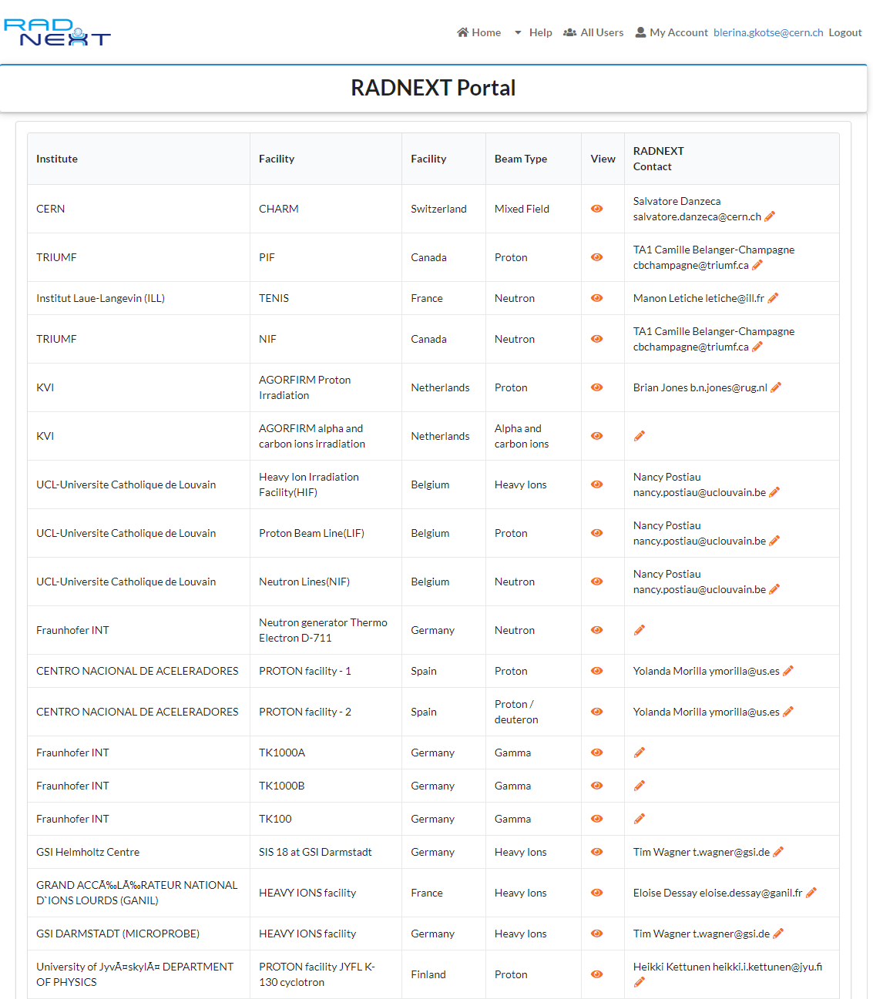 RAD
NEXT
Home Help All Users My Account blerina.gkotse@cern.ch Logout
RADNEXT Portal
Institute Facility Facility Beam Type View RADNEXT
Contact
CERN CHARM Switzerland Mixed Field Salvatore Danzeca
salvatore.danzeca@cern.ch
TRIUMF PIF Canada Proton TA1 Camille Belanger-Champagne
cbchampagne@triumf.ca
Institut Laue-Langevin (ILL) TENIS France Neutron Manon Letiche letiche@ill.fr
TRIUMF NIF Canada Neutron TA1 Camille Belanger-Champagne
cbchampagne@triumf.ca
KVI AGORFIRM Proton
Irradiation Netherlands Proton Brian Jones b.n.jones@rug.nl
KVI AGORFIRM alpha and
carbon ions irradiation Netherlands Alpha and
carbon ions
UCL-Universite Catholique de Louvain Heavy Ion Irradiation
Facility(HIF) Belgium Heavy Ions Nancy Postiau
nancy.postiau@uclouvain.be
UCL-Universite Catholique de Louvain Proton Beam Line(LIF) Belgium Proton Nancy Postiau
nancy.postiau@uclouvain.be
UCL-Universite Catholique de Louvain Neutron Lines(NIF) Belgium Neutron Nancy Postiau
nancy.postiau@uclouvain.be
Fraunhofer INT Neutron generator Thermo
Electron D-711 Germany Neutron
CENTRO NACIONAL DE ACELERADORES PROTON facility - 1 Spain Proton Yolanda Morilla ymorilla@us.es
CENTRO NACIONAL DE ACELERADORES PROTON facility - 2 Spain Proton /
deuteron Yolanda Morilla ymorilla@us.es
Fraunhofer INT TK1000A Germany Gamma
Fraunhofer INT TK1000B Germany Gamma
Fraunhofer INT TK100 Germany Gamma
GSI Helmholtz Centre SIS 18 at GSI Darmstadt Germany Heavy Ions Tim Wagner t.wagner@gsi.de
GRAND ACCÃ‰LÃ‰RATEUR NATIONAL
D`IONS LOURDS (GANIL) HEAVY IONS facility France Heavy Ions Eloise Dessay eloise.dessay@ganil.fr
GSI DARMSTADT (MICROPROBE) HEAVY IONS facility Germany Heavy Ions Tim Wagner t.wagner@gsi.de
University of JyvÃ¤skylÃ¤ DEPARTMENT
OF PHYSICS PROTON facility JYFL K-
130 cyclotron Finland Proton Heikki Kettunen heikki.i.kettunen@jyu.fi